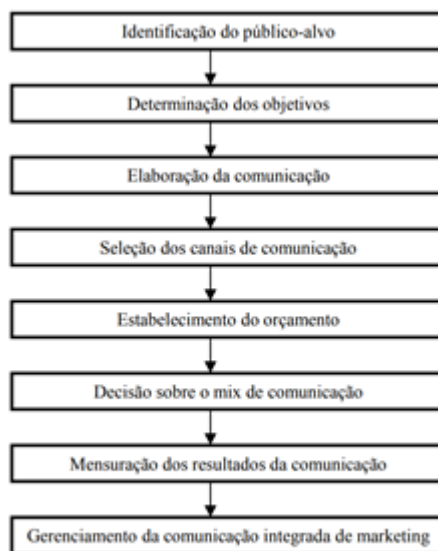 Identificação do público-alvo
Determinação dos objetivos
Elaboração da comunicação
Seleção dos canais de comunicação
Estabelecimento do orçamento
Decisão sobre o mix de comunicação
Mensuração dos resultados da comunicação
Gerenciamento da comunicação integrada de marketing